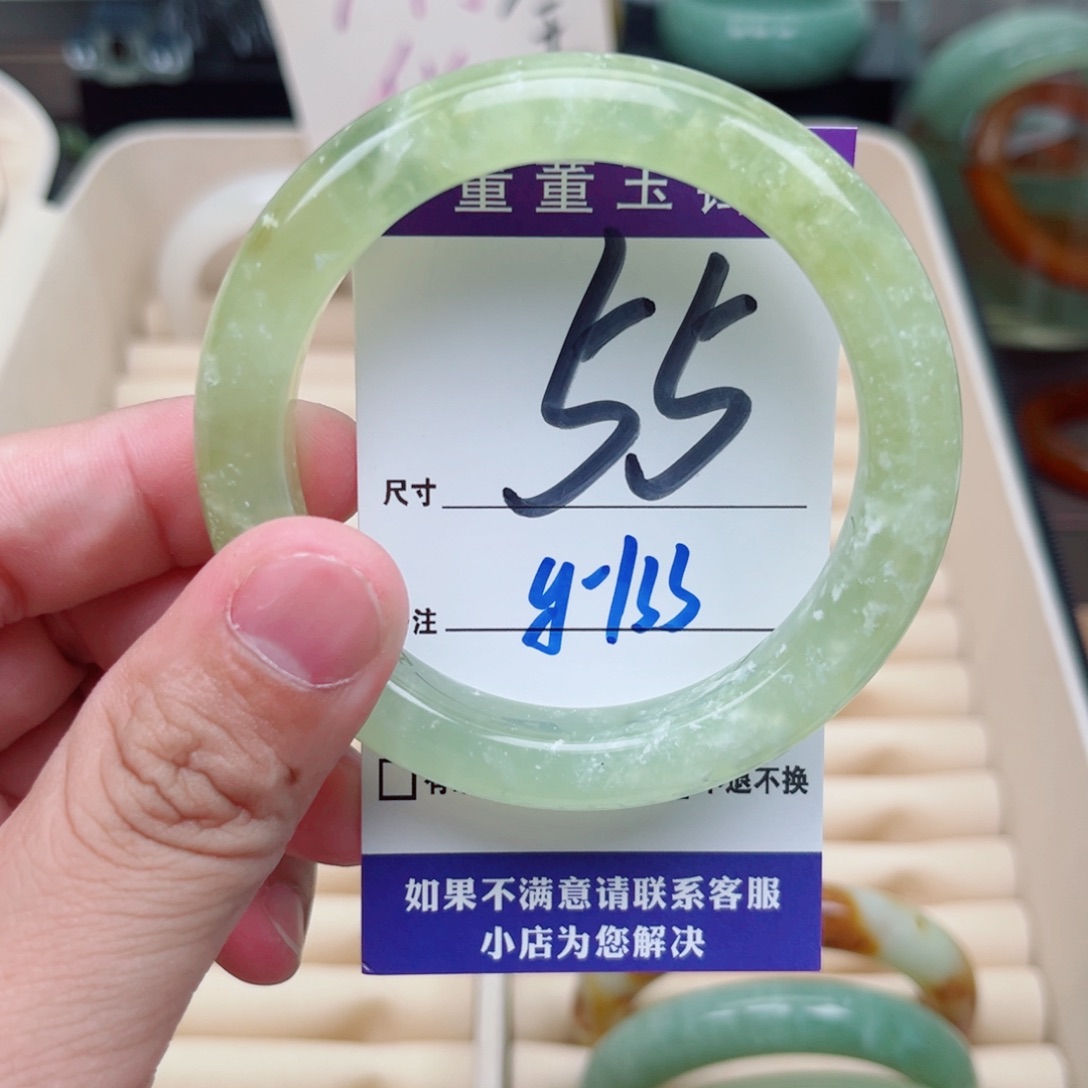 董董玉
55
尺寸
注 y-155
退不换
如果不满意请联系客服
小店为您解决